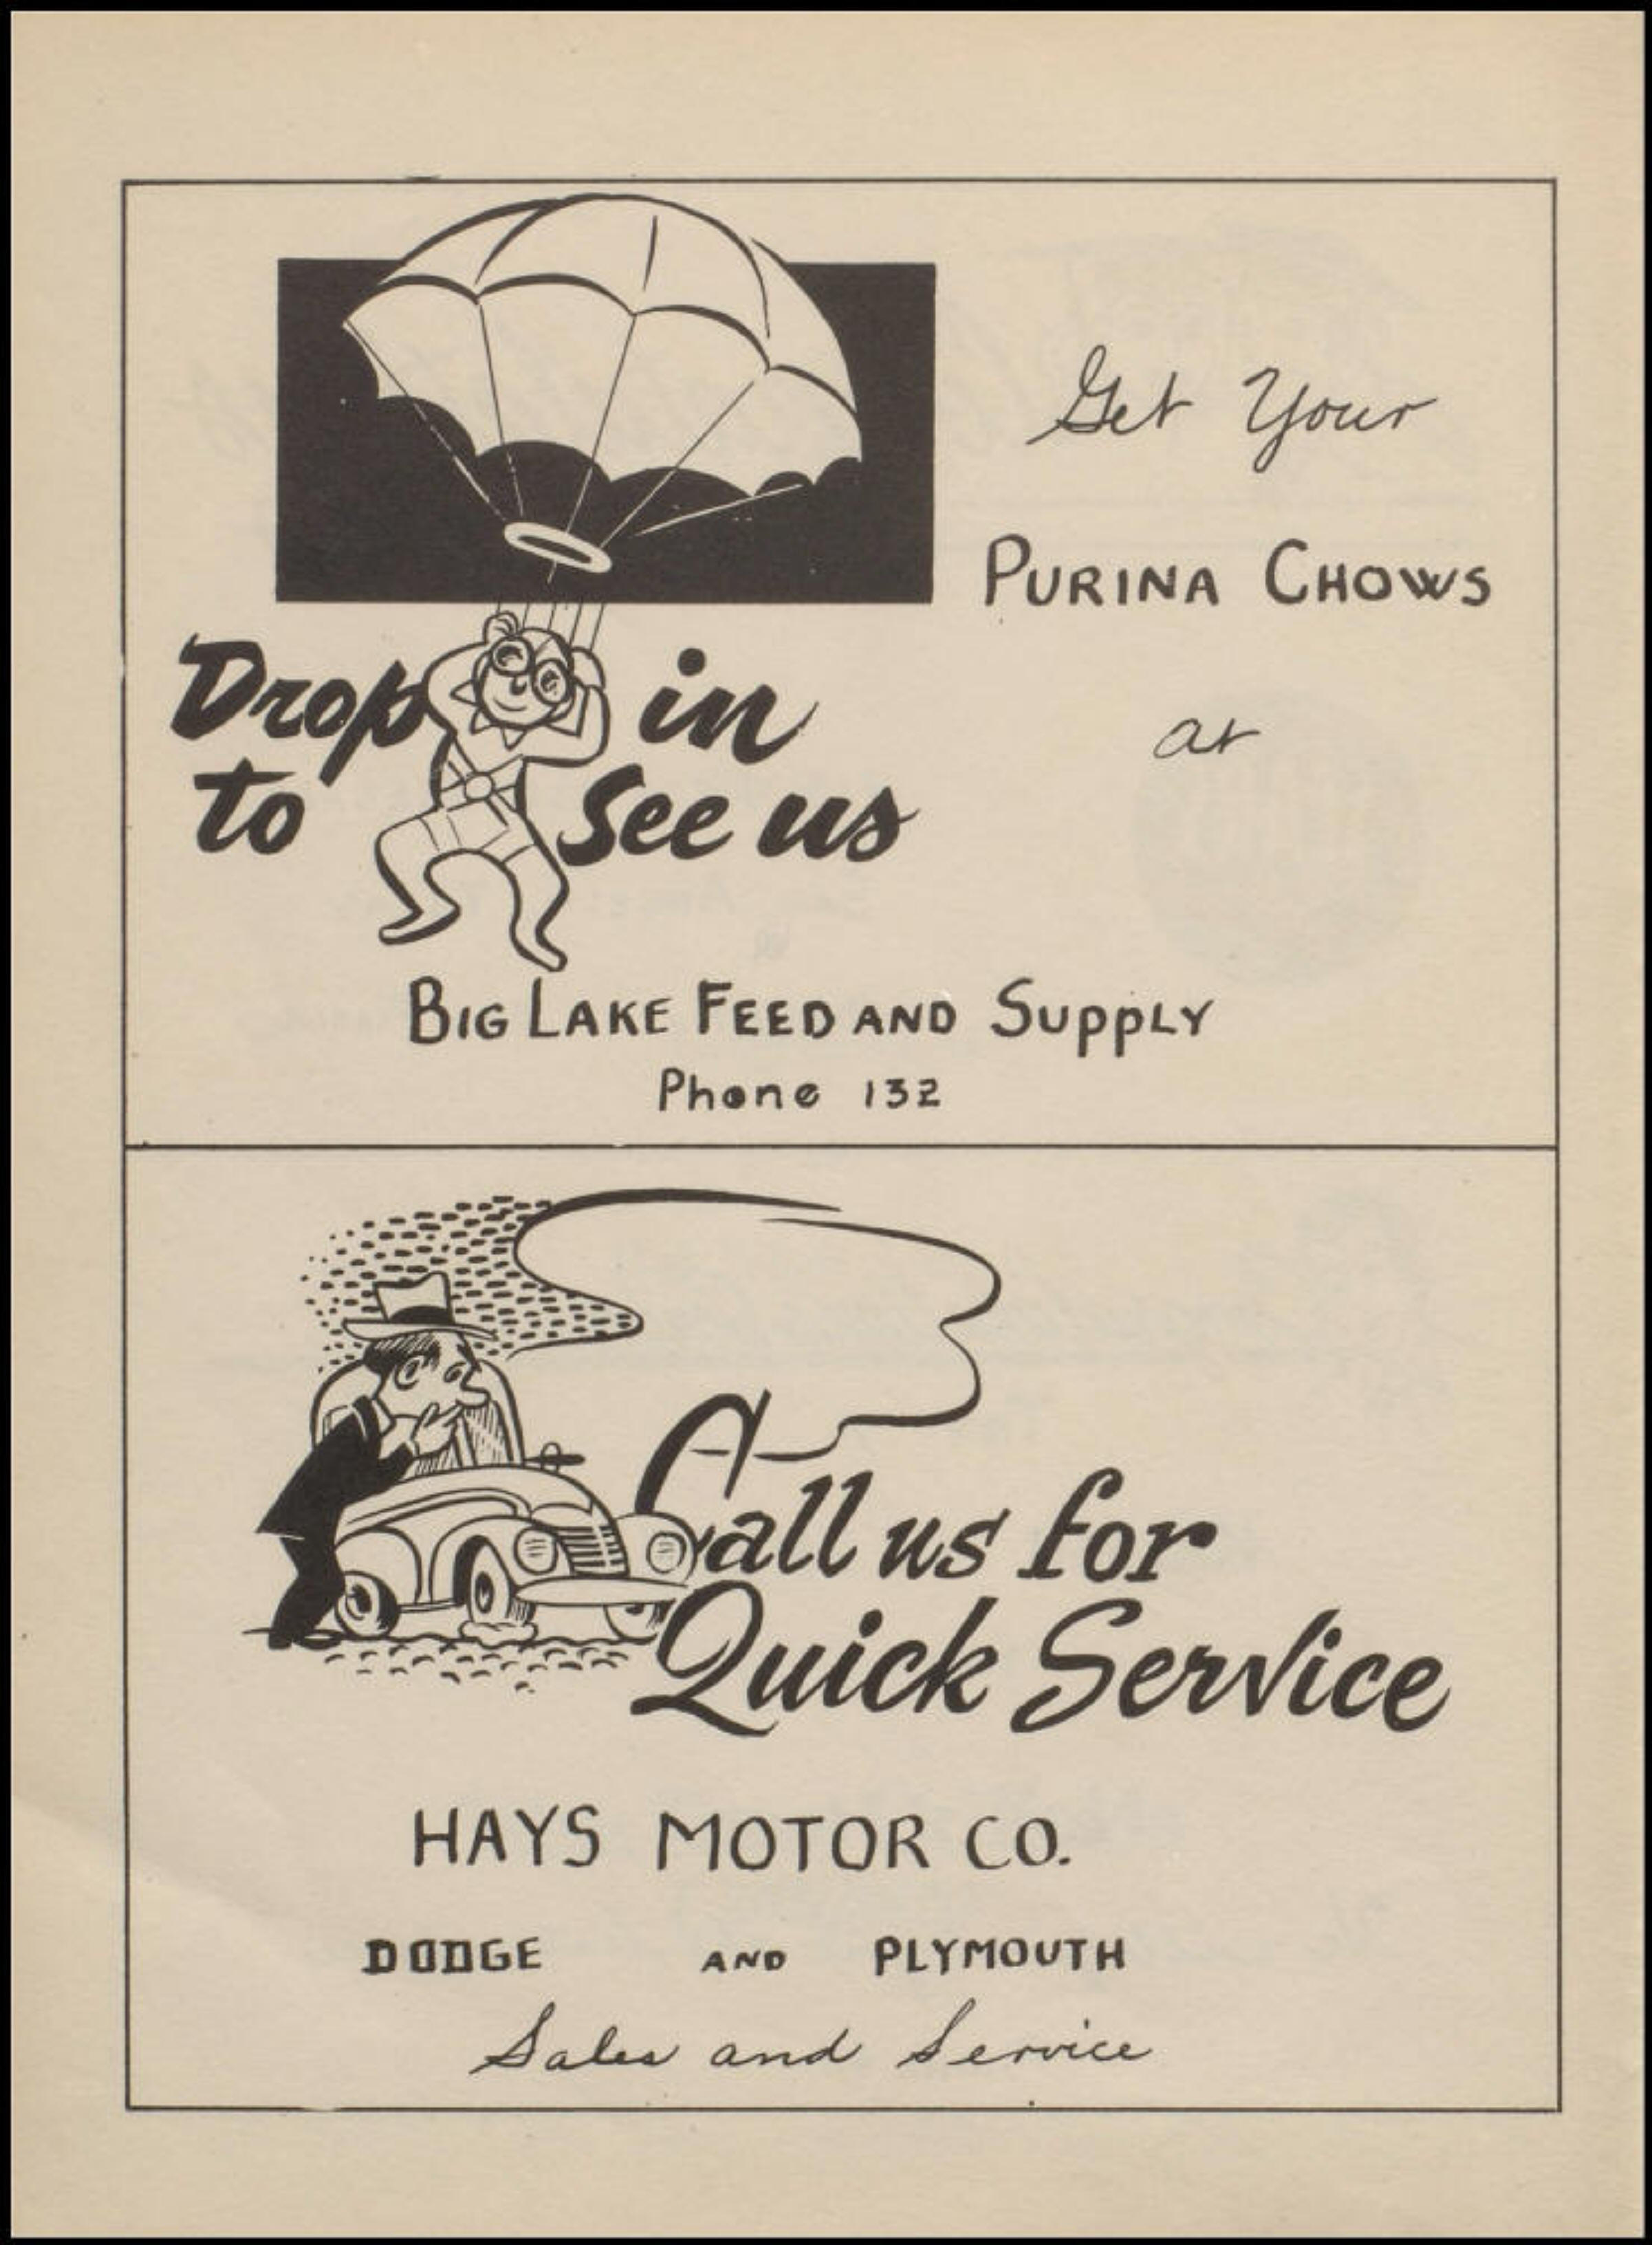 Get Your
PURINA CHOWS
at
Drop in
to See us
BIG LAKE FEED AND SUPPLY
Phone 132
Call us for
Quick Service
HAYS MOTOR CO.
DODGE AND PLYMOUTH
Sales and Service